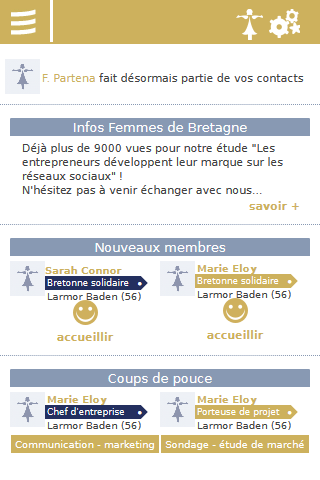 F. Partena fait désormais partie de vos contacts
Infos Femmes de Bretagne
Déjà plus de 9000 vues pour notre étude "Les
entrepreneurs développent leur marque sur les
réseaux sociaux" !
N'hésitez pas à venir échanger avec nous...
savoir +
Nouveaux membres
Sarah Connor
Bretonne solidaire
Larmor Baden (56)
accueillir
Marie Eloy
Bretonne solidaire
Larmor Baden (56)
accueillir
Coups de pouce
Marie Eloy
Chef d'entreprise
Larmor Baden (56)
Communication - marketing
Marie Eloy
Porteuse de projet
Larmor Baden (56)
Sondage - étude de marché